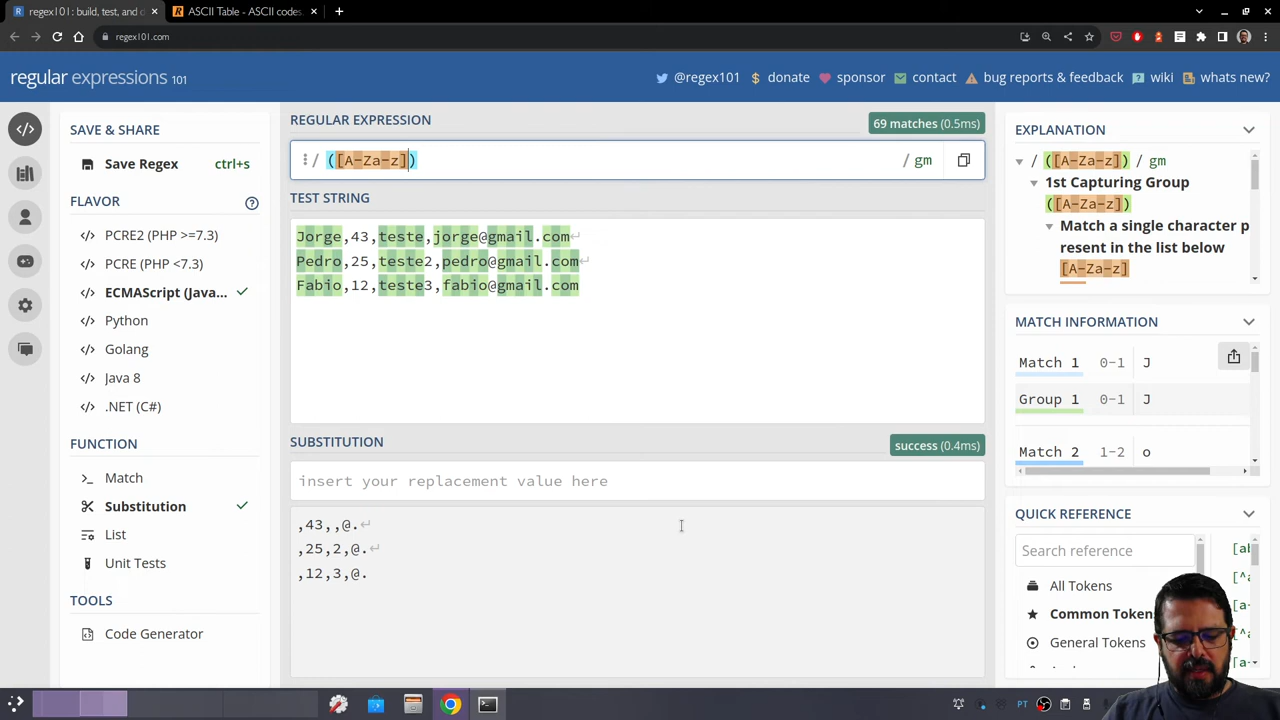 regex101: build, test, and d
ASCII Table - ASCII codes,
regex101.com
regular expressions 101
@regex101
donate
sponsor
contact
bug reports & feedback
wiki
whats new?
SAVE & SHARE
Save Regex ctrl+s
FLAVOR
PCRE2 (PHP >=7.3)
PCRE (PHP <7.3)
ECMAScript (Java...
Python
Golang
Java 8
.NET (C#)
FUNCTION
Match
Substitution
List
Unit Tests
TOOLS
Code Generator
REGULAR EXPRESSION
69 matches (0.5ms)
/ ([A-Za-z]) / gm
TEST STRING
Jorge,43,teste,jorge@gmail.com↵
Pedro,25,teste2,pedro@gmail.com↵
Fabio,12,teste3,fabio@gmail.com
SUBSTITUTION
success (0.4ms)
insert your replacement value here
,43,,@.↵
,25,2,@.↵
,12,3,@.
EXPLANATION
/ ([A-Za-z]) / gm
1st Capturing Group
([A-Za-z])
Match a single character p
resent in the list below
[A-Za-z]
MATCH INFORMATION
Match 1 0-1 J
Group 1 0-1 J
Match 2 1-2 o
QUICK REFERENCE
Search reference
All Tokens
Common Token
General Tokens
[ab
[^a
[a-
[^a
[a-
PT